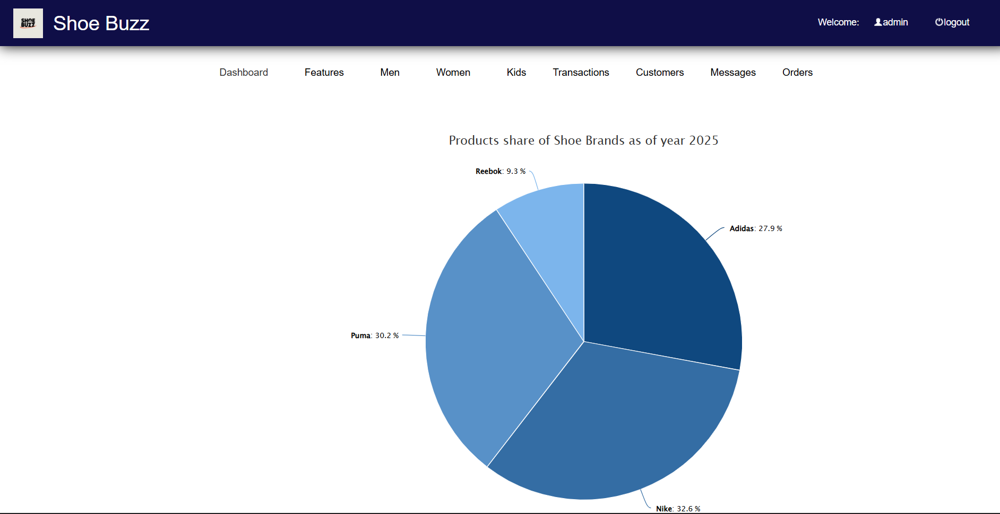 SHOE
BUZZ
Shoe Buzz
Welcome: admin logout
Dashboard Features Men Women Kids Transactions Customers Messages Orders
Products share of Shoe Brands as of year 2025
Reebok: 9.3 %
Adidas: 27.9 %
Puma: 30.2 %
Nike: 32.6 %